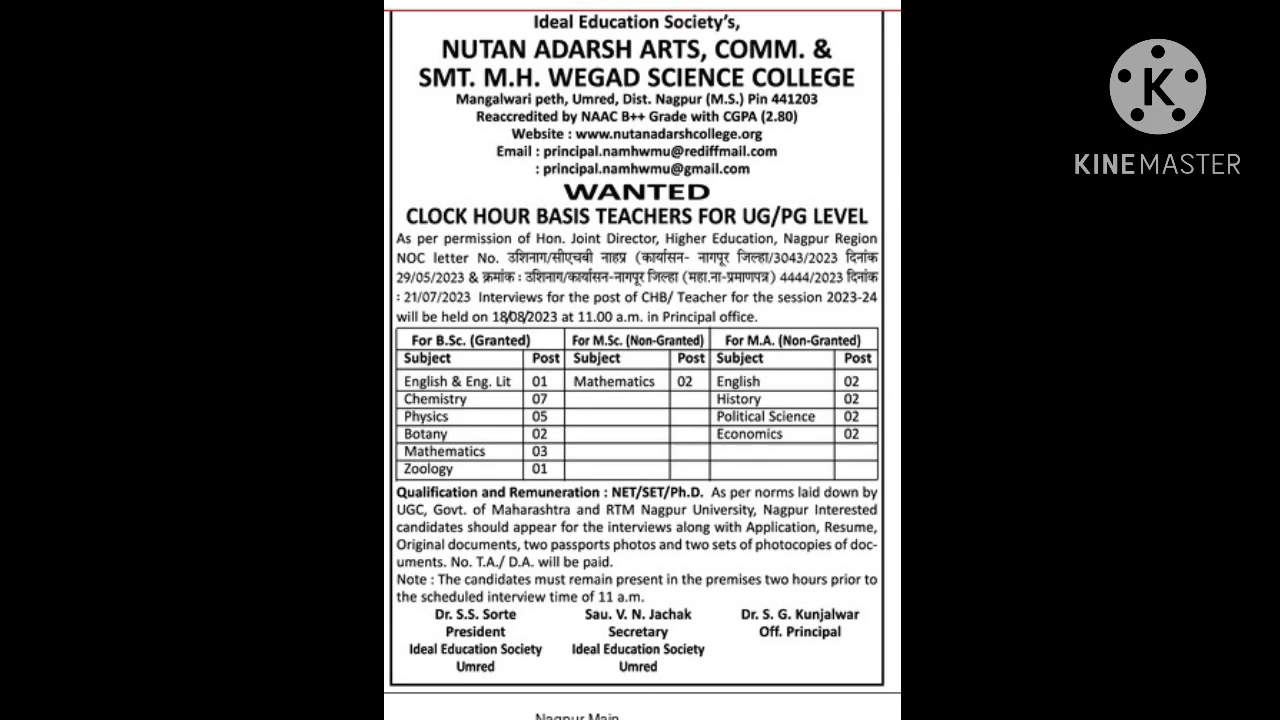 Ideal Education Society's,
NUTAN ADARSH ARTS, COMM. &
SMT. M.H. WEGAD SCIENCE COLLEGE
Mangalwari peth, Umred, Dist. Nagpur (M.S.) Pin 441203
Reaccredited by NAAC B++ Grade with CGPA (2.80)
Website : www.nutanadarshcollege.org
Email : principal.namhwmu@rediffmail.com
: principal.namhwmu@gmail.com
WANTED
CLOCK HOUR BASIS TEACHERS FOR UG/PG LEVEL
As per permission of Hon. Joint Director, Higher Education, Nagpur Region
NOC letter No. उशिनाग/सीएचबी नाहप्र (कार्यासन- नागपूर जिल्हा/3043/2023 दिनांक
29/05/2023 & क्रमांक : उशिनाग/कार्यासन-नागपूर जिल्हा (महा.ना-प्रमाणपत्र) 4444/2023 दिनांक
: 21/07/2023 Interviews for the post of CHB/ Teacher for the session 2023-24
will be held on 18/08/2023 at 11.00 a.m. in Principal office.
For B.Sc. (Granted) For M.Sc. (Non-Granted) For M.A. (Non-Granted)
Subject Post Subject Post Subject Post
English & Eng. Lit 01 Mathematics 02 English 02
Chemistry 07 History 02
Physics 05 Political Science 02
Botany 02 Economics 02
Mathematics 03
Zoology 01
Qualification and Remuneration : NET/SET/Ph.D. As per norms laid down by
UGC, Govt. of Maharashtra and RTM Nagpur University, Nagpur Interested
candidates should appear for the interviews along with Application, Resume,
Original documents, two passports photos and two sets of photocopies of doc-
uments. No. T.A./ D.A. will be paid.
Note : The candidates must remain present in the premises two hours prior to
the scheduled interview time of 11 a.m.
Dr. S.S. Sorte Sau. V. N. Jachak Dr. S. G. Kunjalwar
President Secretary Off. Principal
Ideal Education Society Ideal Education Society
Umred Umred
Nagpur Main
K
KINEMASTER